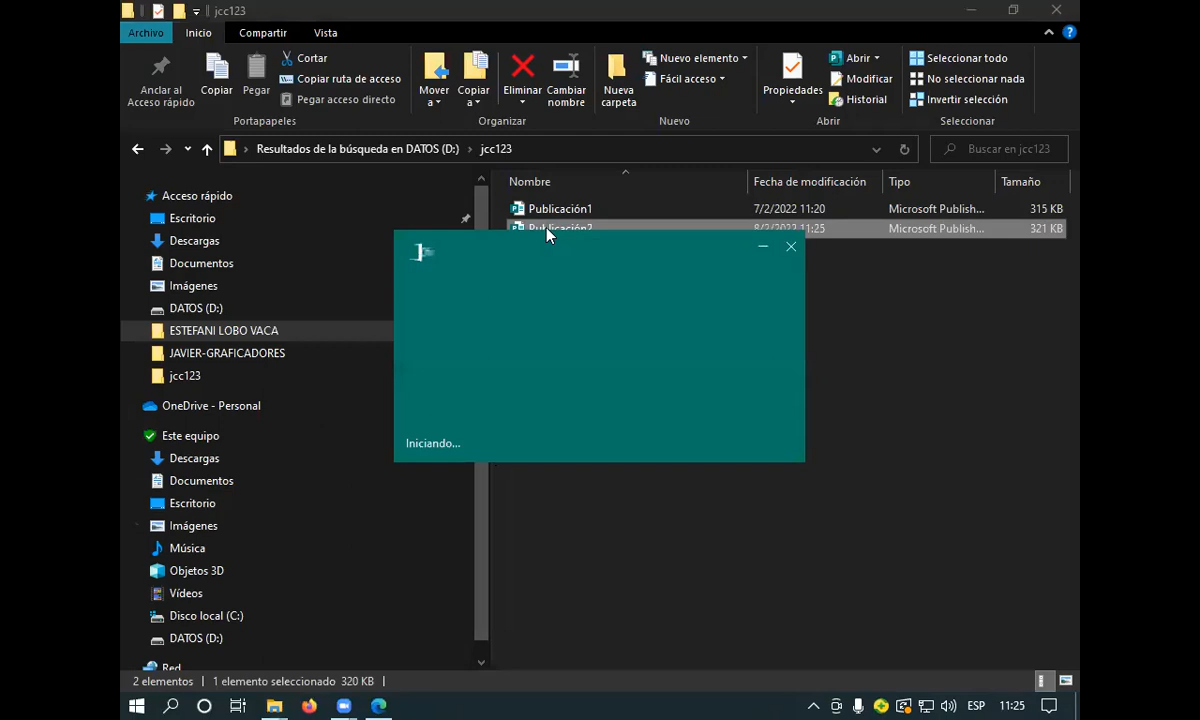 jcc123
Archivo Inicio Compartir Vista
Anclar al Acceso rápido
Copiar
Pegar
Cortar
Copiar ruta de acceso
Pegar acceso directo
Portapapeles
Mover a
Copiar a
Eliminar
Cambiar nombre
Organizar
Nueva carpeta
Nuevo elemento
Fácil acceso
Nuevo
Propiedades
Abrir
Modificar
Historial
Abrir
Seleccionar todo
No seleccionar nada
Invertir selección
Seleccionar
Resultados de la búsqueda en DATOS (D:) jcc123
Buscar en jcc123
Nombre Fecha de modificación Tipo Tamaño
Publicación1 7/2/2022 11:20 Microsoft Publish... 315 KB
Publicación2 8/2/2022 11:25 Microsoft Publish... 321 KB
Acceso rápido
Escritorio
Descargas
Documentos
Imágenes
DATOS (D:)
ESTEFANI LOBO VACA
JAVIER-GRAFICADORES
jcc123
OneDrive - Personal
Este equipo
Descargas
Documentos
Escritorio
Imágenes
Música
Objetos 3D
Vídeos
Disco local (C:)
DATOS (D:)
Red
Iniciando...
2 elementos 1 elemento seleccionado 320 KB
ESP 11:25